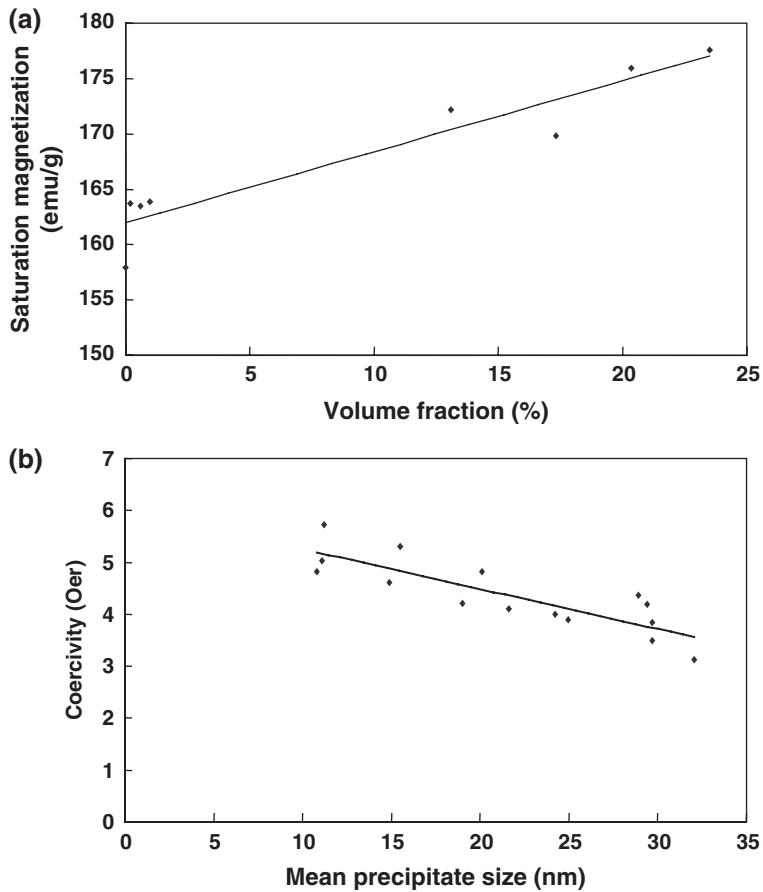 (a)
Saturation magnetization
(emu/g)
180
175
170
165
160
155
150
0 5 10 15 20 25
Volume fraction (%)
(b)
Coercivity (Oer)
7
6
5
4
3
2
1
0
0 5 10 15 20 25 30 35
Mean precipitate size (nm)